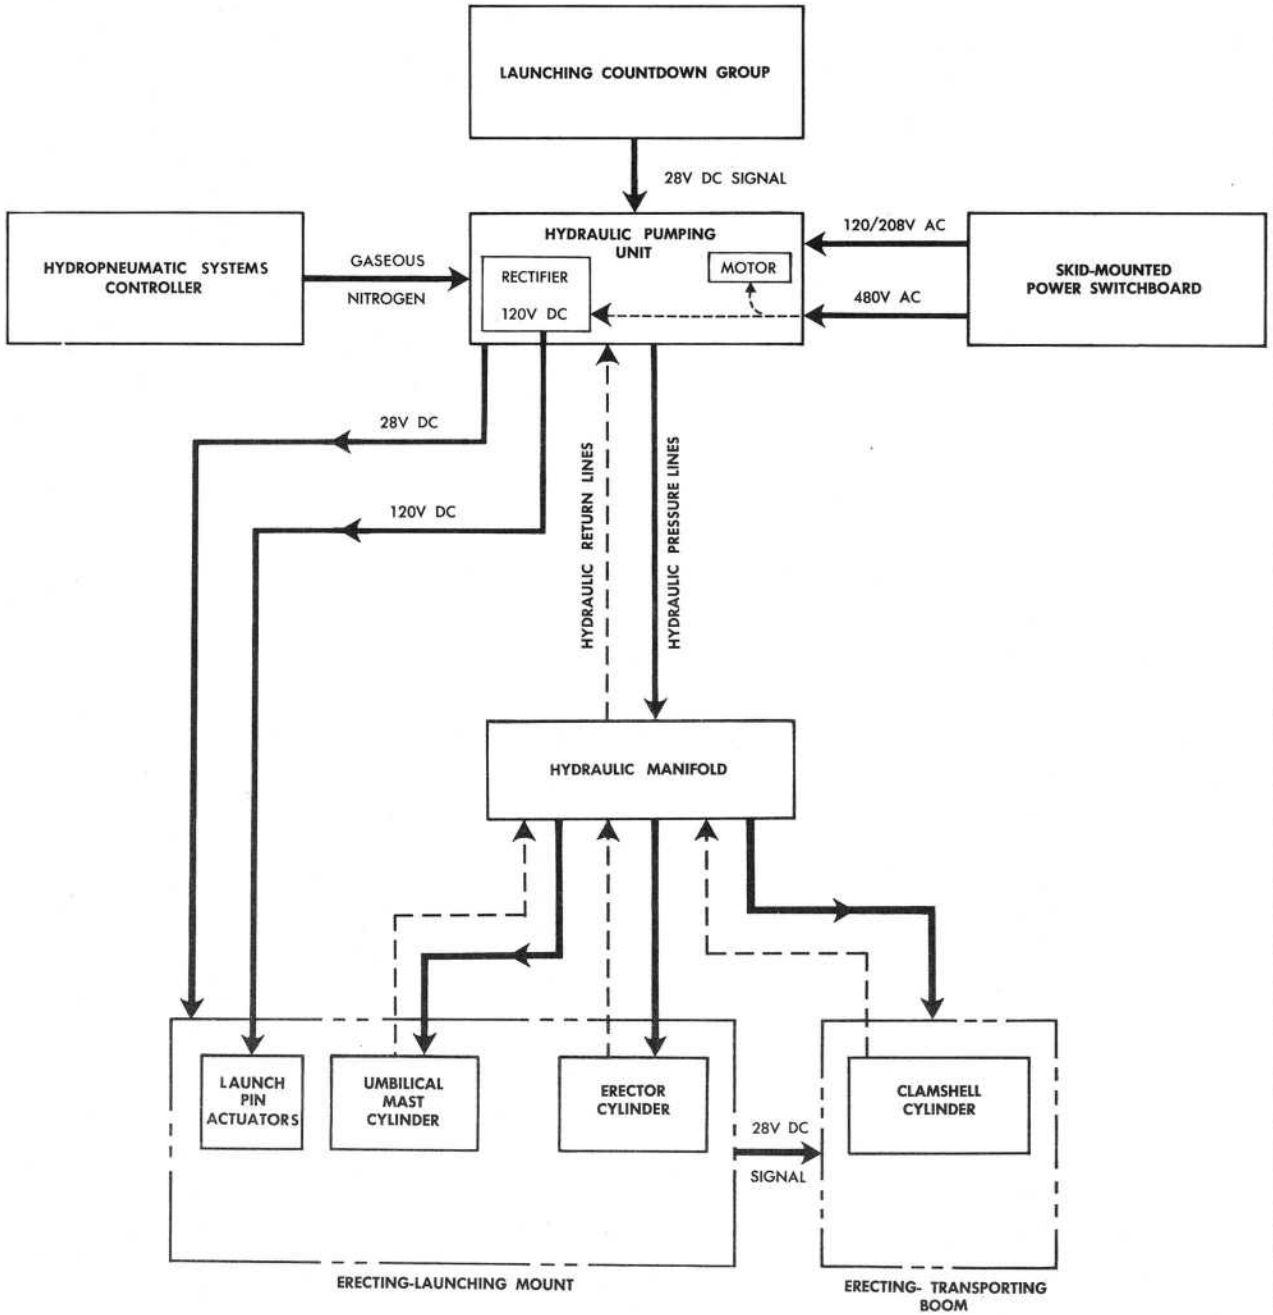 LAUNCHING COUNTDOWN GROUP
28V DC SIGNAL
HYDROPNEUMATIC SYSTEMS
CONTROLLER
GASEOUS
NITROGEN
HYDRAULIC PUMPING
UNIT
RECTIFIER
120V DC
MOTOR
120/208V AC
480V AC
SKID-MOUNTED
POWER SWITCHBOARD
28V DC
120V DC
HYDRAULIC RETURN LINES
HYDRAULIC PRESSURE LINES
HYDRAULIC MANIFOLD
LAUNCH
PIN
ACTUATORS
UMBILICAL
MAST
CYLINDER
ERECTOR
CYLINDER
28V DC
SIGNAL
CLAMSHELL
CYLINDER
ERECTING-LAUNCHING MOUNT
ERECTING- TRANSPORTING
BOOM